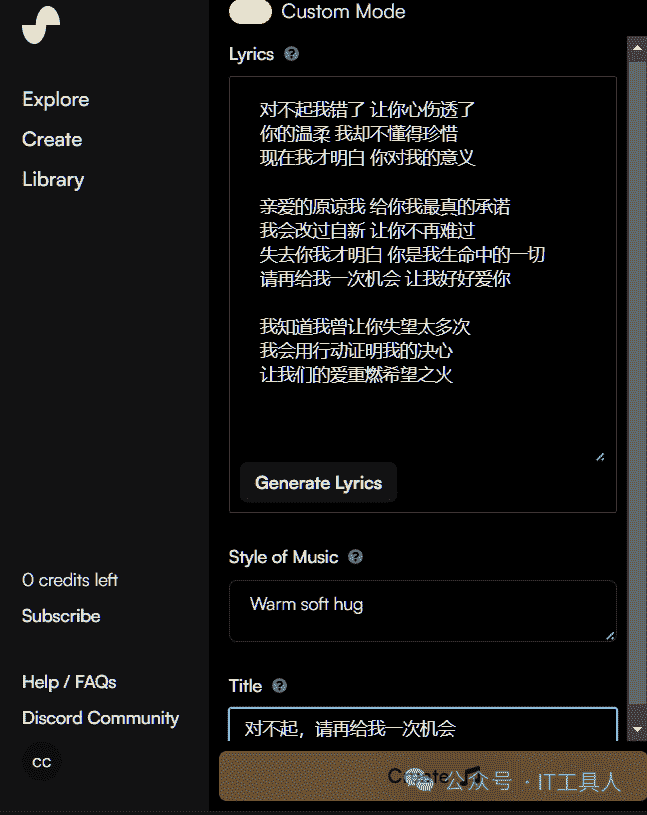 Custom Mode
Lyrics
对不起我错了 让你心伤透了
你的温柔 我却不懂得珍惜
现在我才明白 你对我的意义
亲爱的原谅我 给你我最真的承诺
我会改过自新 让你不再难过
失去你我才明白 你是我生命中的一切
请再给我一次机会 让我好好爱你
我知道我曾让你失望太多次
我会用行动证明我的决心
让我们的爱重燃希望之火
Generate Lyrics
Style of Music
Warm soft hug
Title
对不起，请再给我一次机会
Create
公众号 · IT工具人
Explore
Create
Library
0 credits left
Subscribe
Help / FAQs
Discord Community
CC